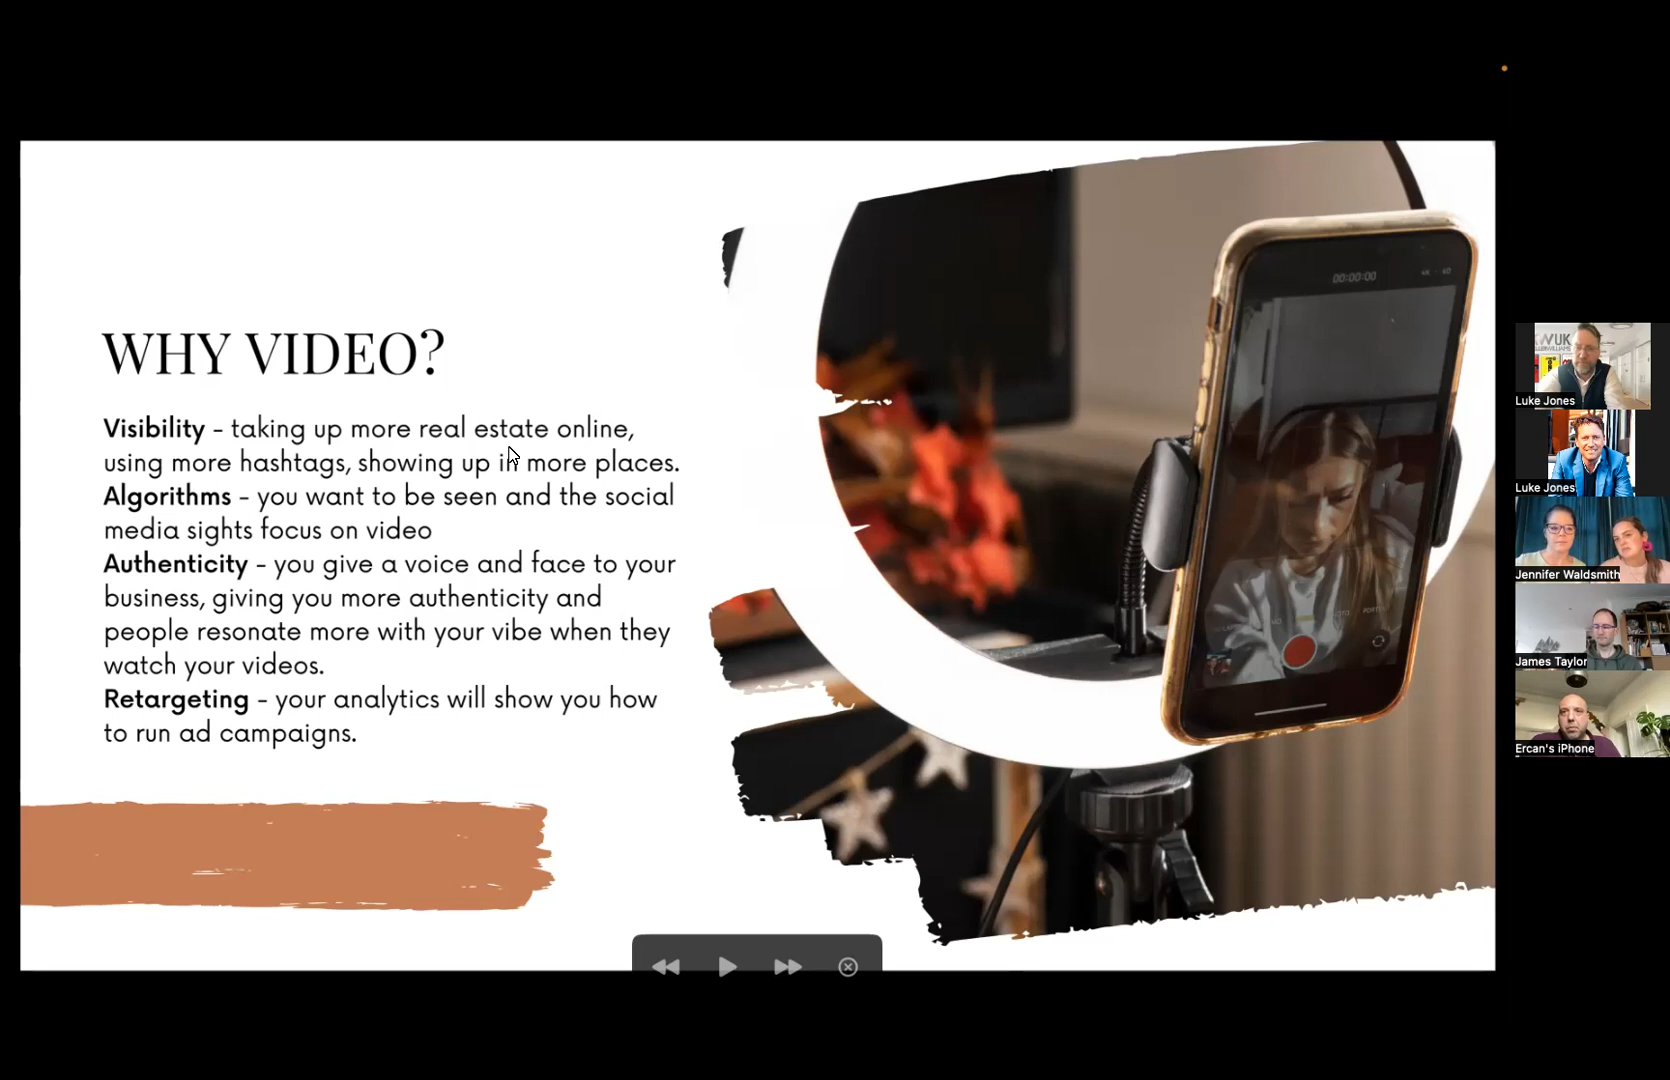 WHY VIDEO?
Visibility - taking up more real estate online,
using more hashtags, showing up in more places.
Algorithms - you want to be seen and the social
media sights focus on video
Authenticity - you give a voice and face to your
business, giving you more authenticity and
people resonate more with your vibe when they
watch your videos.
Retargeting - your analytics will show you how
to run ad campaigns.
00:00:00
4K · 60
Luke Jones
Luke Jones
Jennifer Waldsmith
James Taylor
Ercan's iPhone